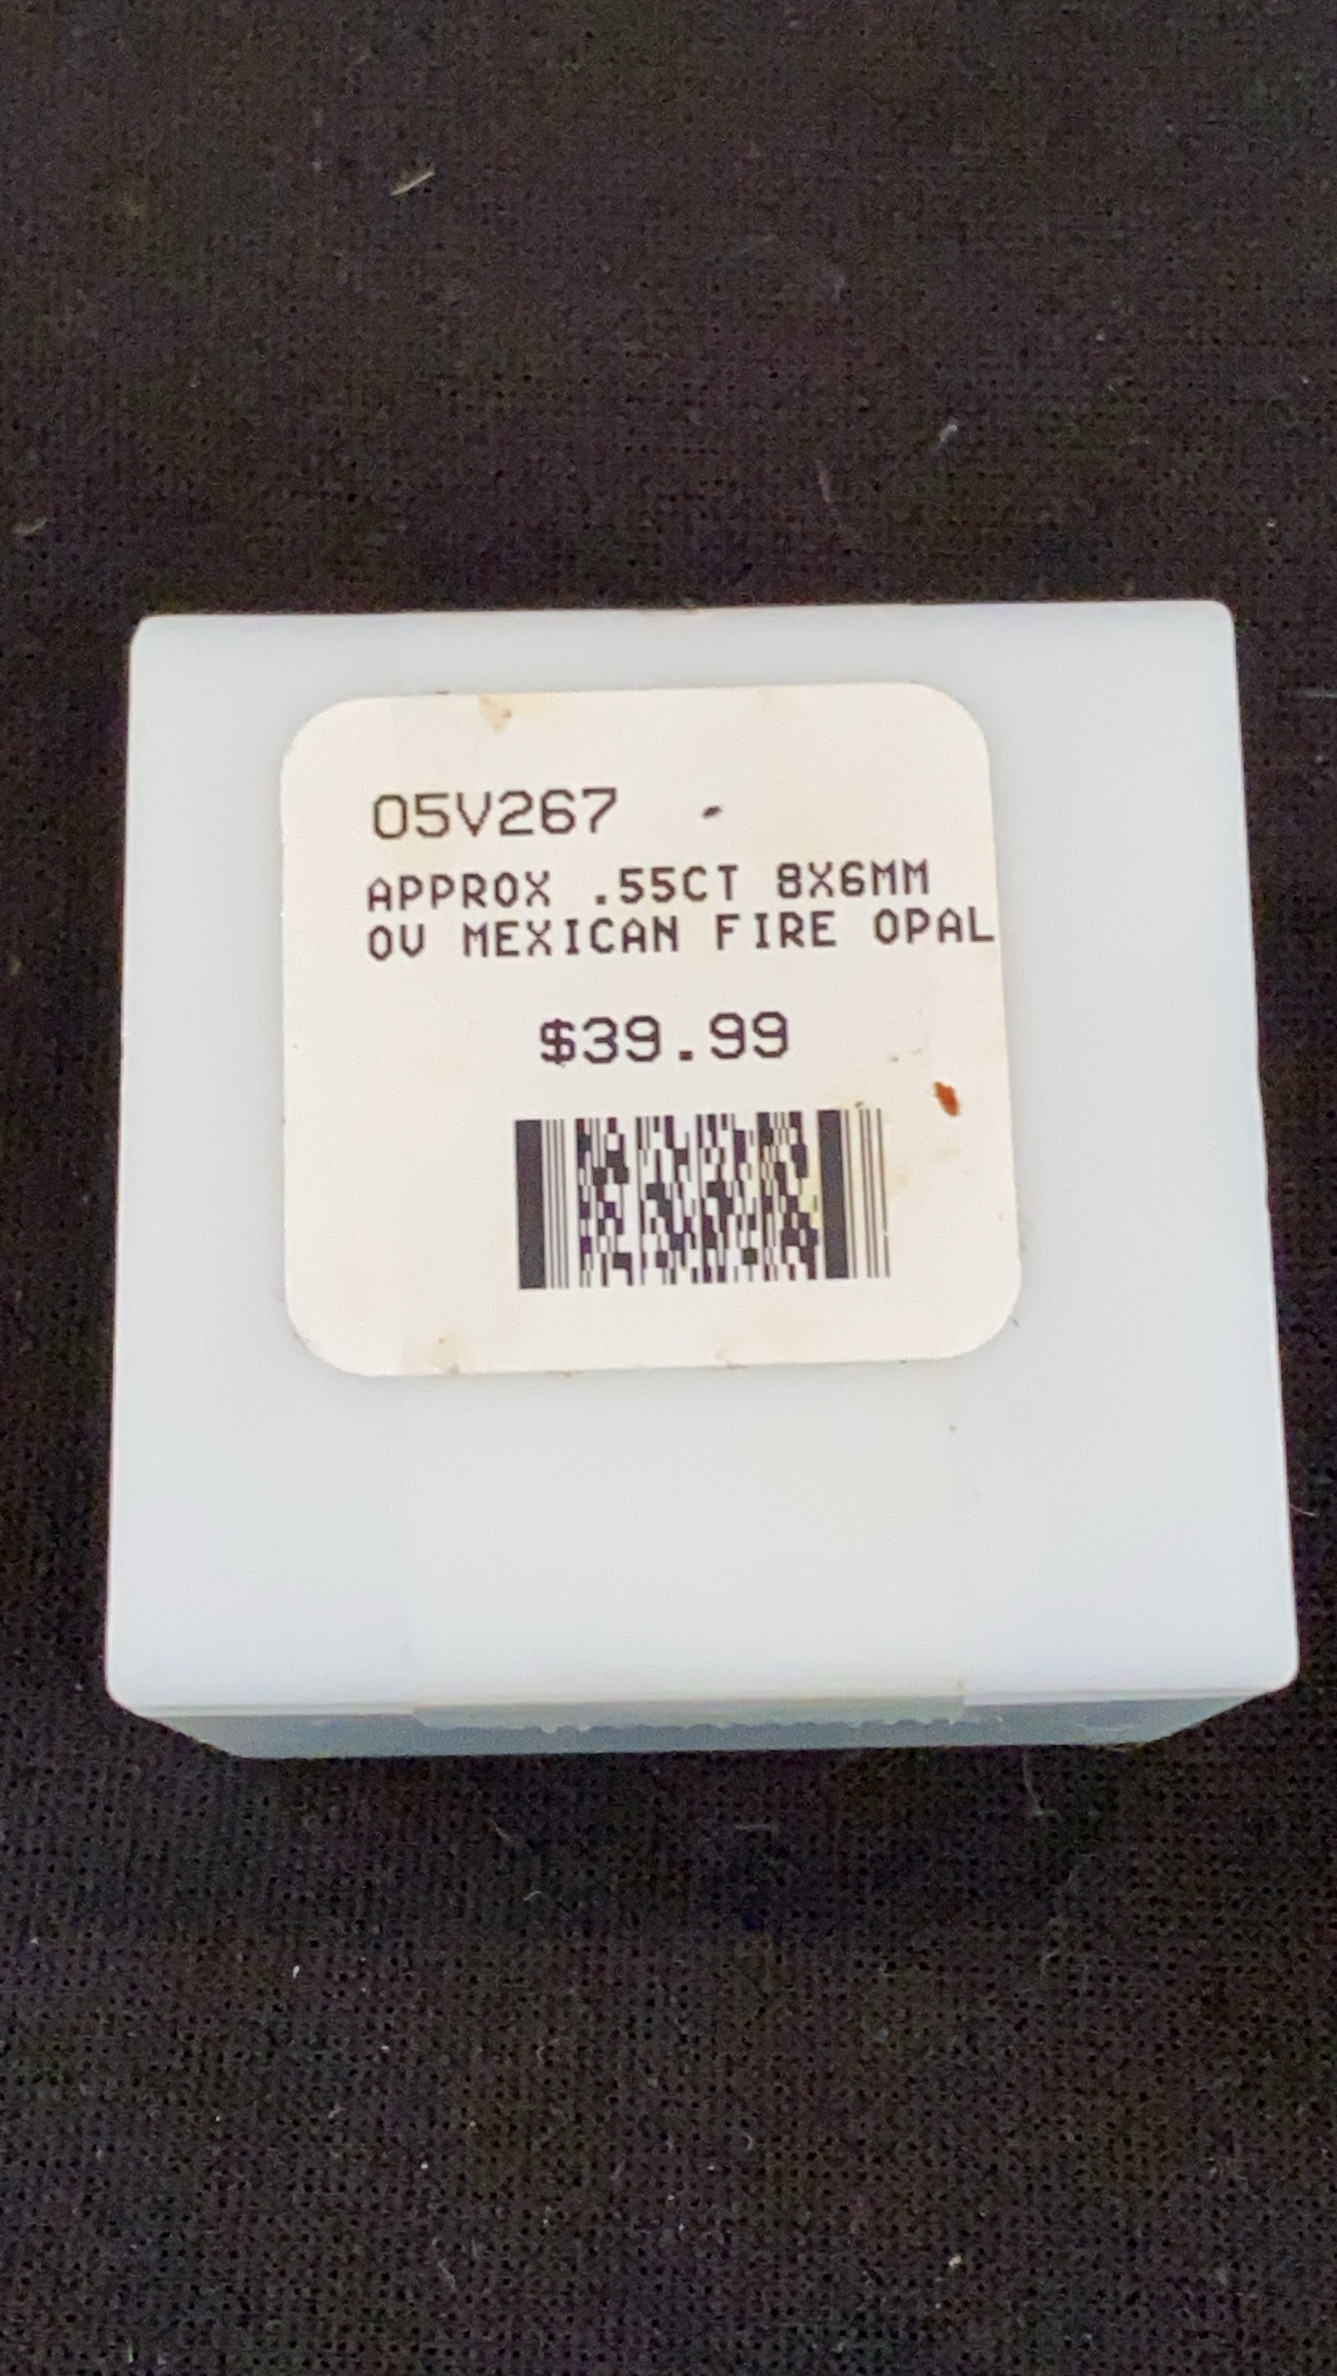 05V267
APPROX .55CT 8X6MM
OV MEXICAN FIRE OPAL
$39.99